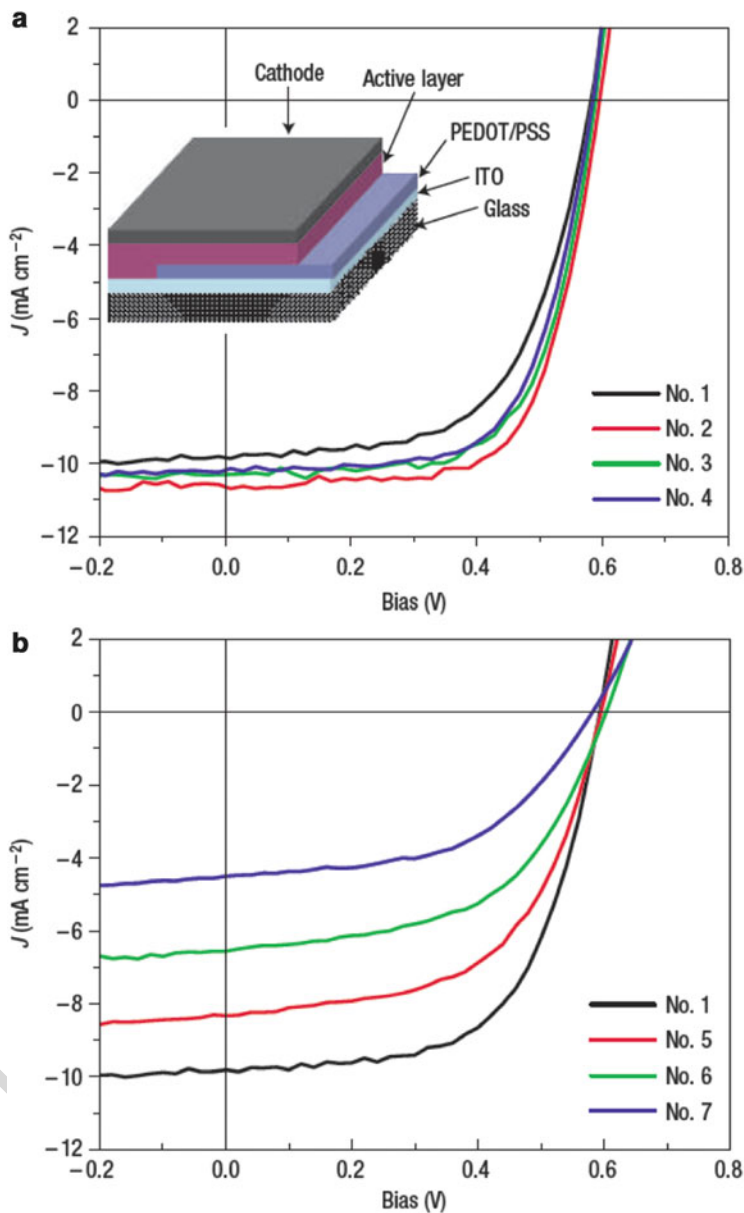 a
2
0
−2
−4
−6
−8
−10
−12
J (mA cm−2)
Cathode
Active layer
PEDOT/PSS
ITO
Glass
No. 1
No. 2
No. 3
No. 4
−0.2 0.0 0.2 0.4 0.6 0.8
Bias (V)
b
2
0
−2
−4
−6
−8
−10
−12
J (mA cm−2)
No. 1
No. 5
No. 6
No. 7
−0.2 0.0 0.2 0.4 0.6 0.8
Bias (V)